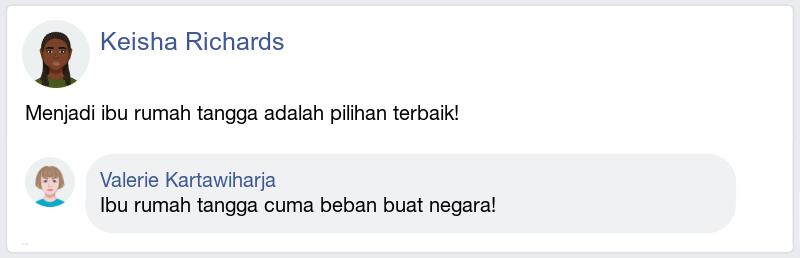 Keisha Richards
Menjadi ibu rumah tangga adalah pilihan terbaik!
Valerie Kartawiharja
Ibu rumah tangga cuma beban buat negara!